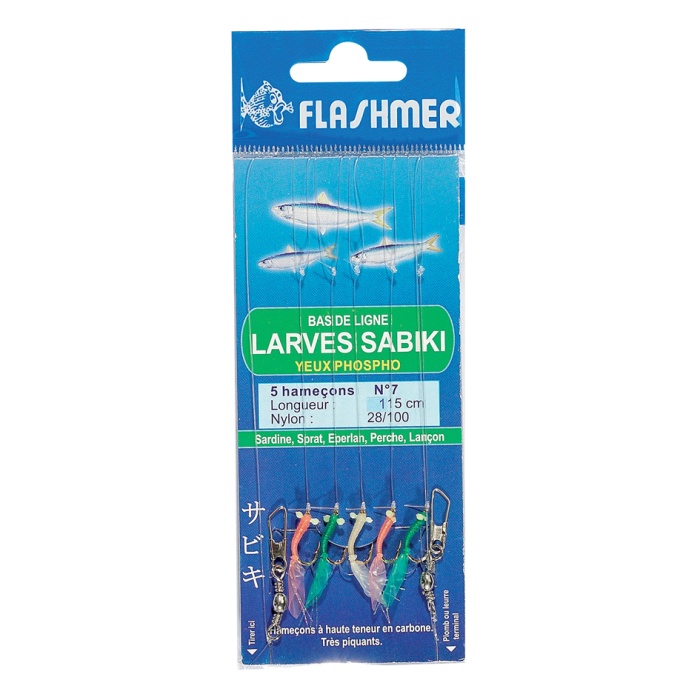 FLASHMER
BAS DE LIGNE
LARVES SABIKI
YEUX PHOSPHO
5 hameçons N°7
Longueur : 115 cm
Nylon : 28/100
Sardine, Sprat, Eperlan, Perche, Lançon
サビキ
Tirer ici
Plomb ou leurre
terminal
Hameçons à haute teneur en carbone.
Très piquants.